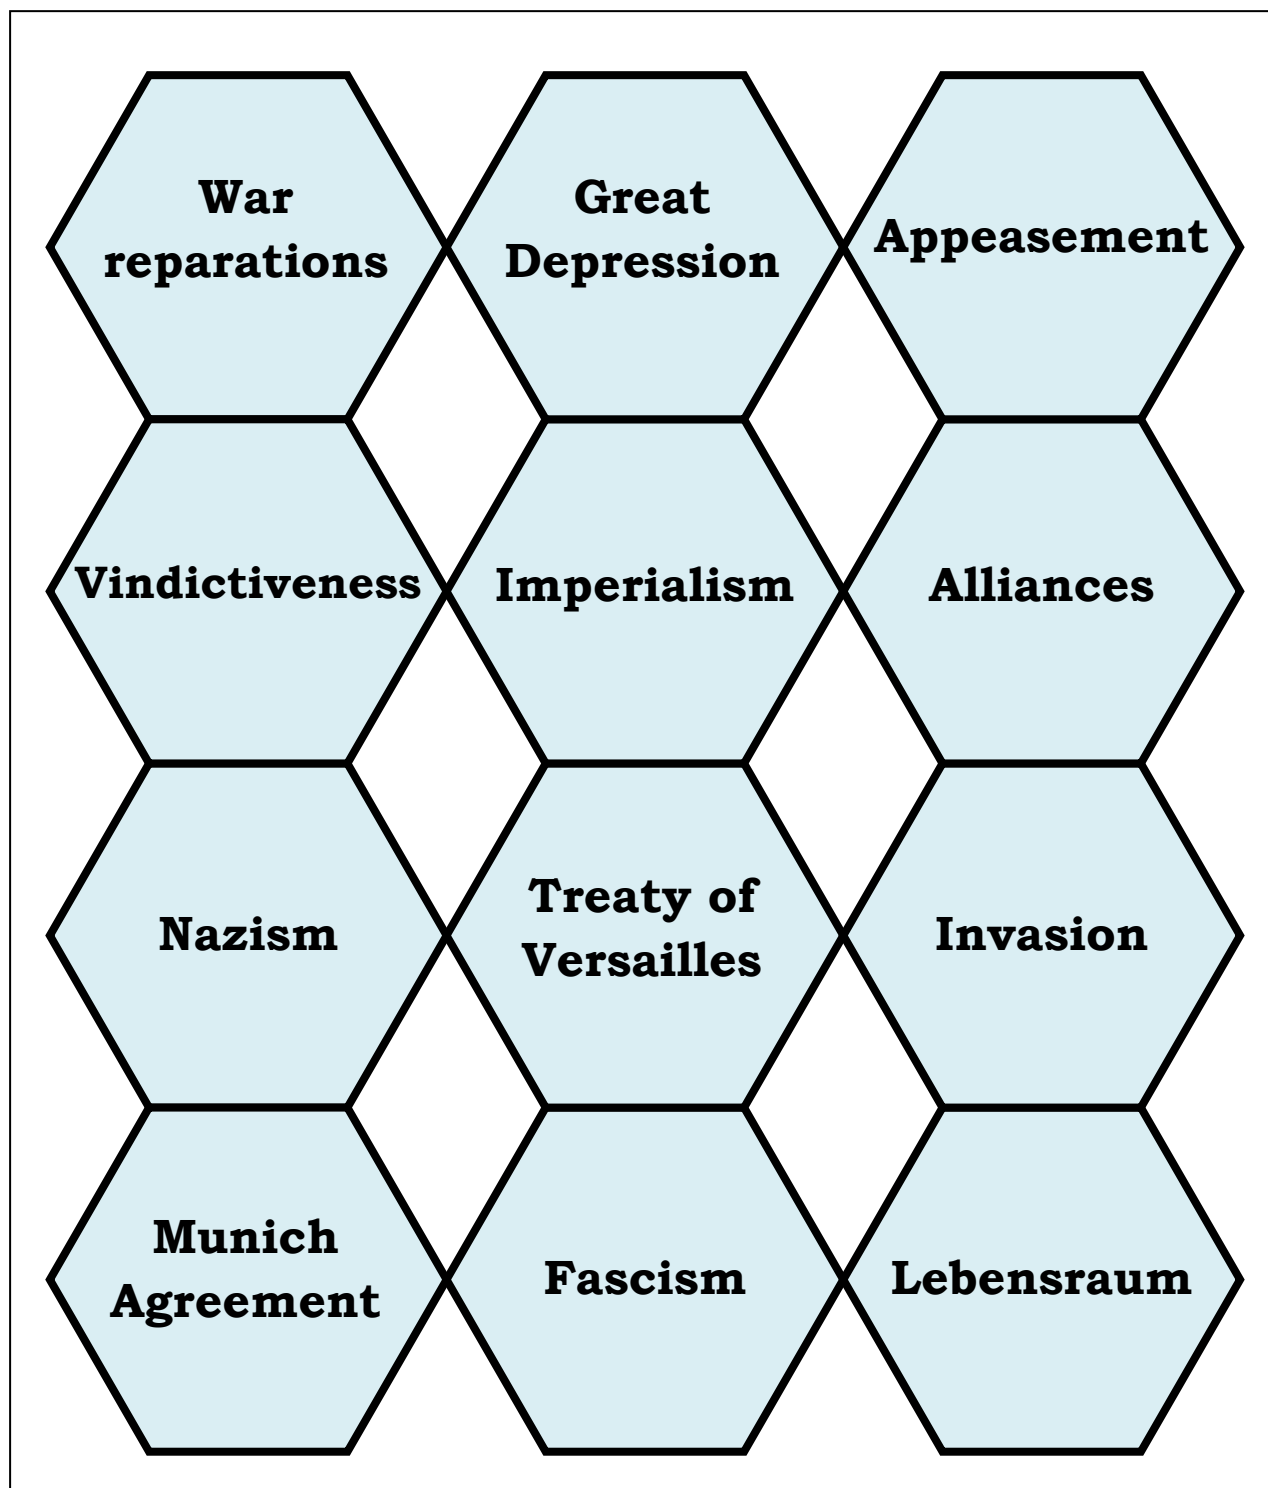 War
reparations
Great
Depression
Appeasement
Vindictiveness
Imperialism
Alliances
Nazism
Treaty of
Versailles
Invasion
Munich
Agreement
Fascism
Lebensraum